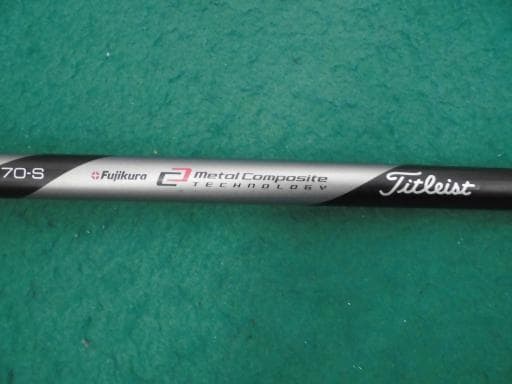 70-S Fujikura Metal Composite Titleist
TECHNOLOGY